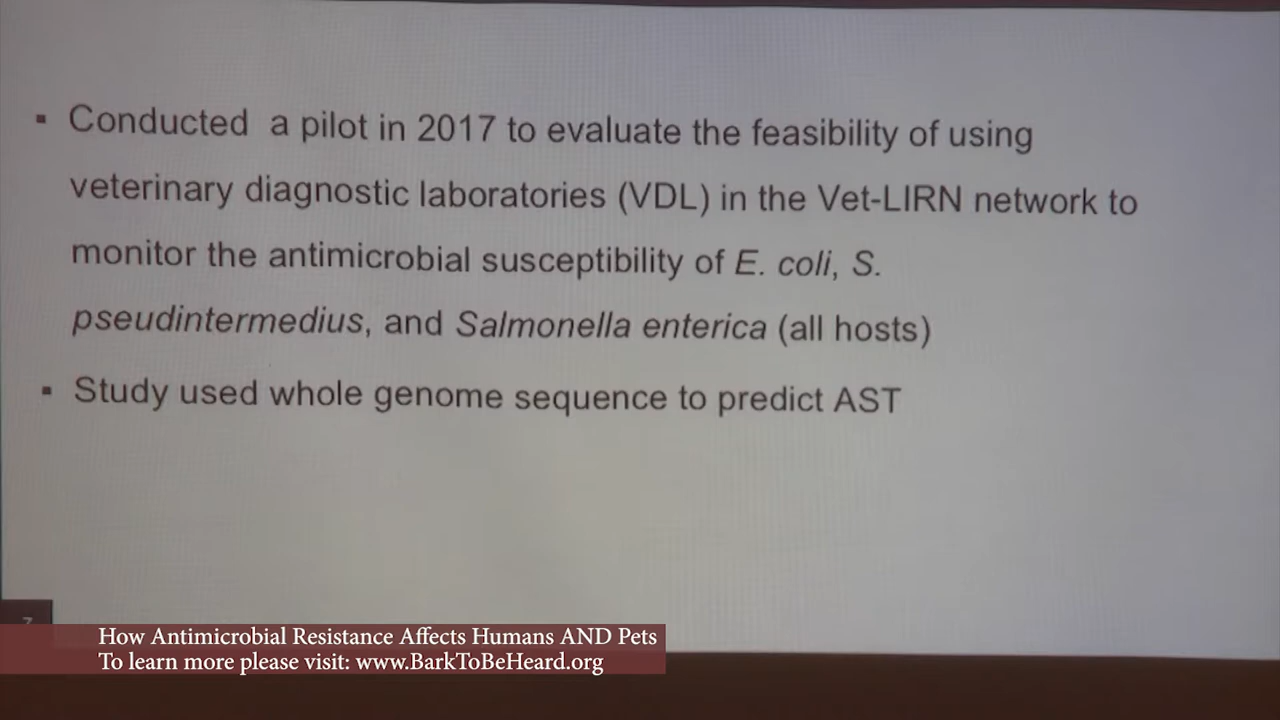 ▪ Conducted a pilot in 2017 to evaluate the feasibility of using
veterinary diagnostic laboratories (VDL) in the Vet-LIRN network to
monitor the antimicrobial susceptibility of E. coli, S.
pseudintermedius, and Salmonella enterica (all hosts)
▪ Study used whole genome sequence to predict AST
7
How Antimicrobial Resistance Affects Humans AND Pets
To learn more please visit: www.BarkToBeHeard.org